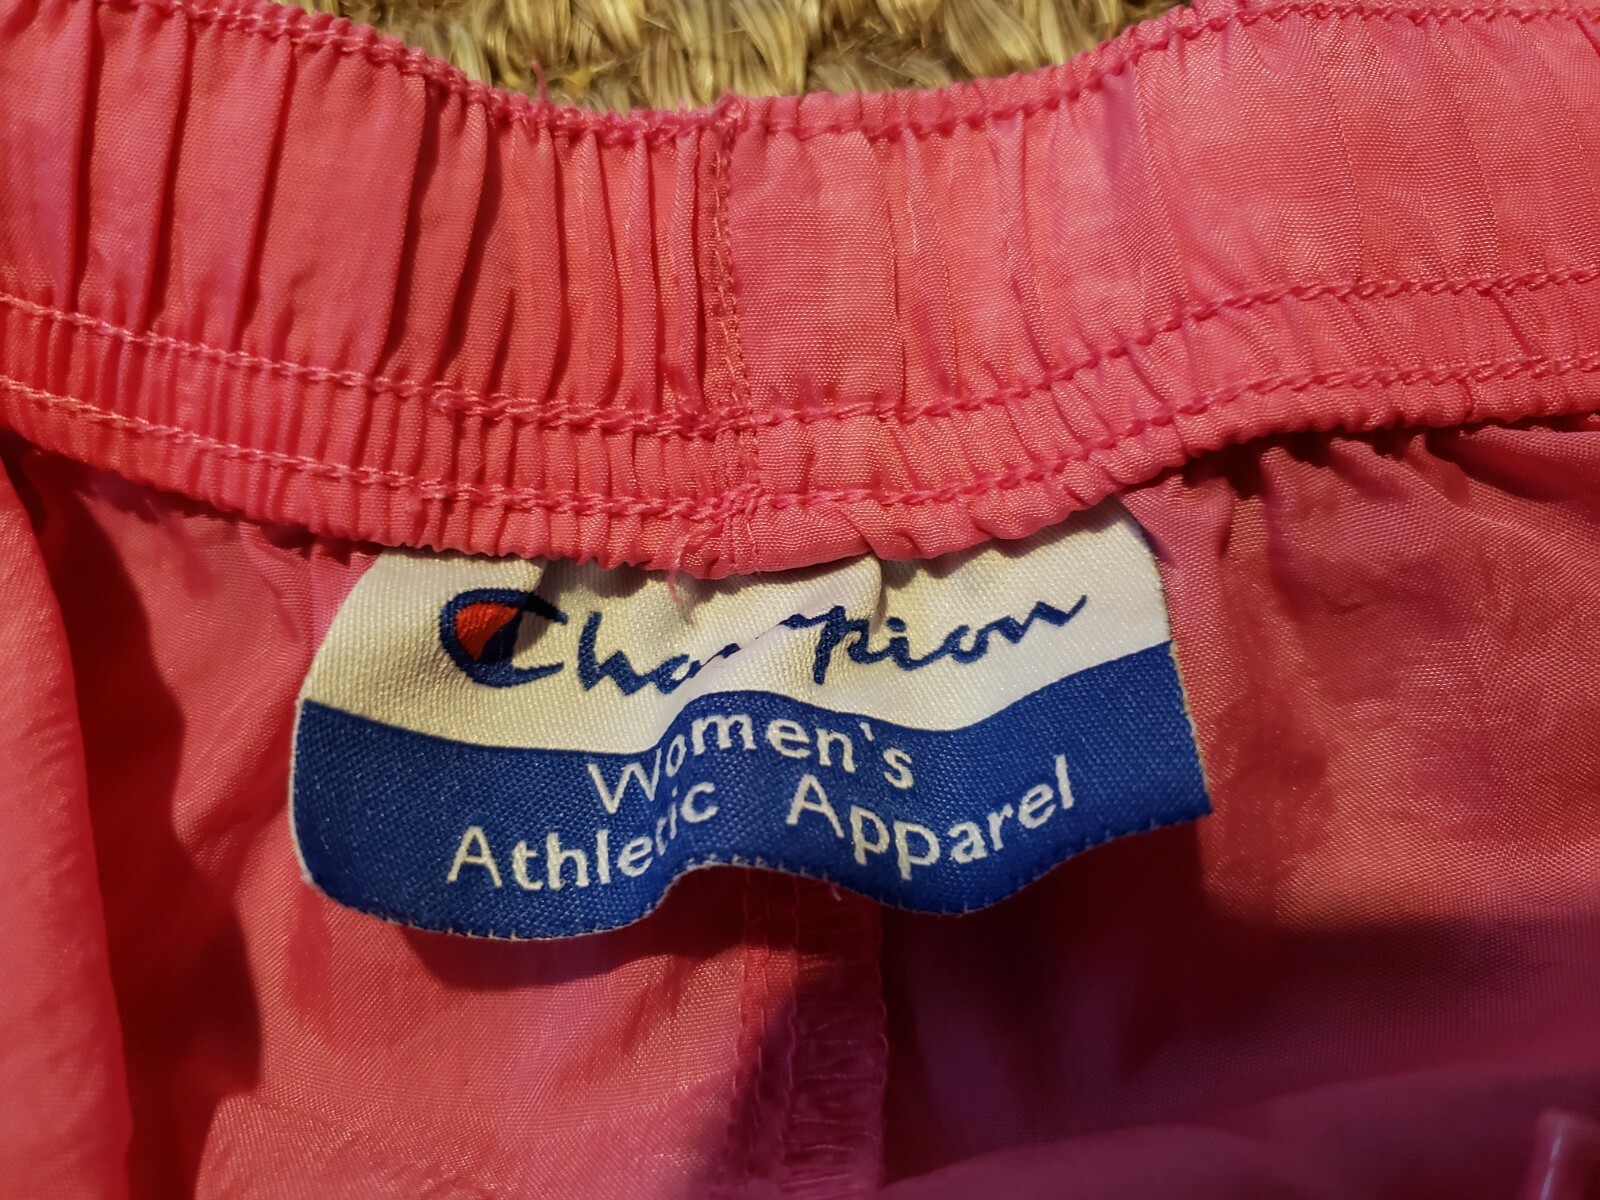 Champion
Women's
Athletic Apparel